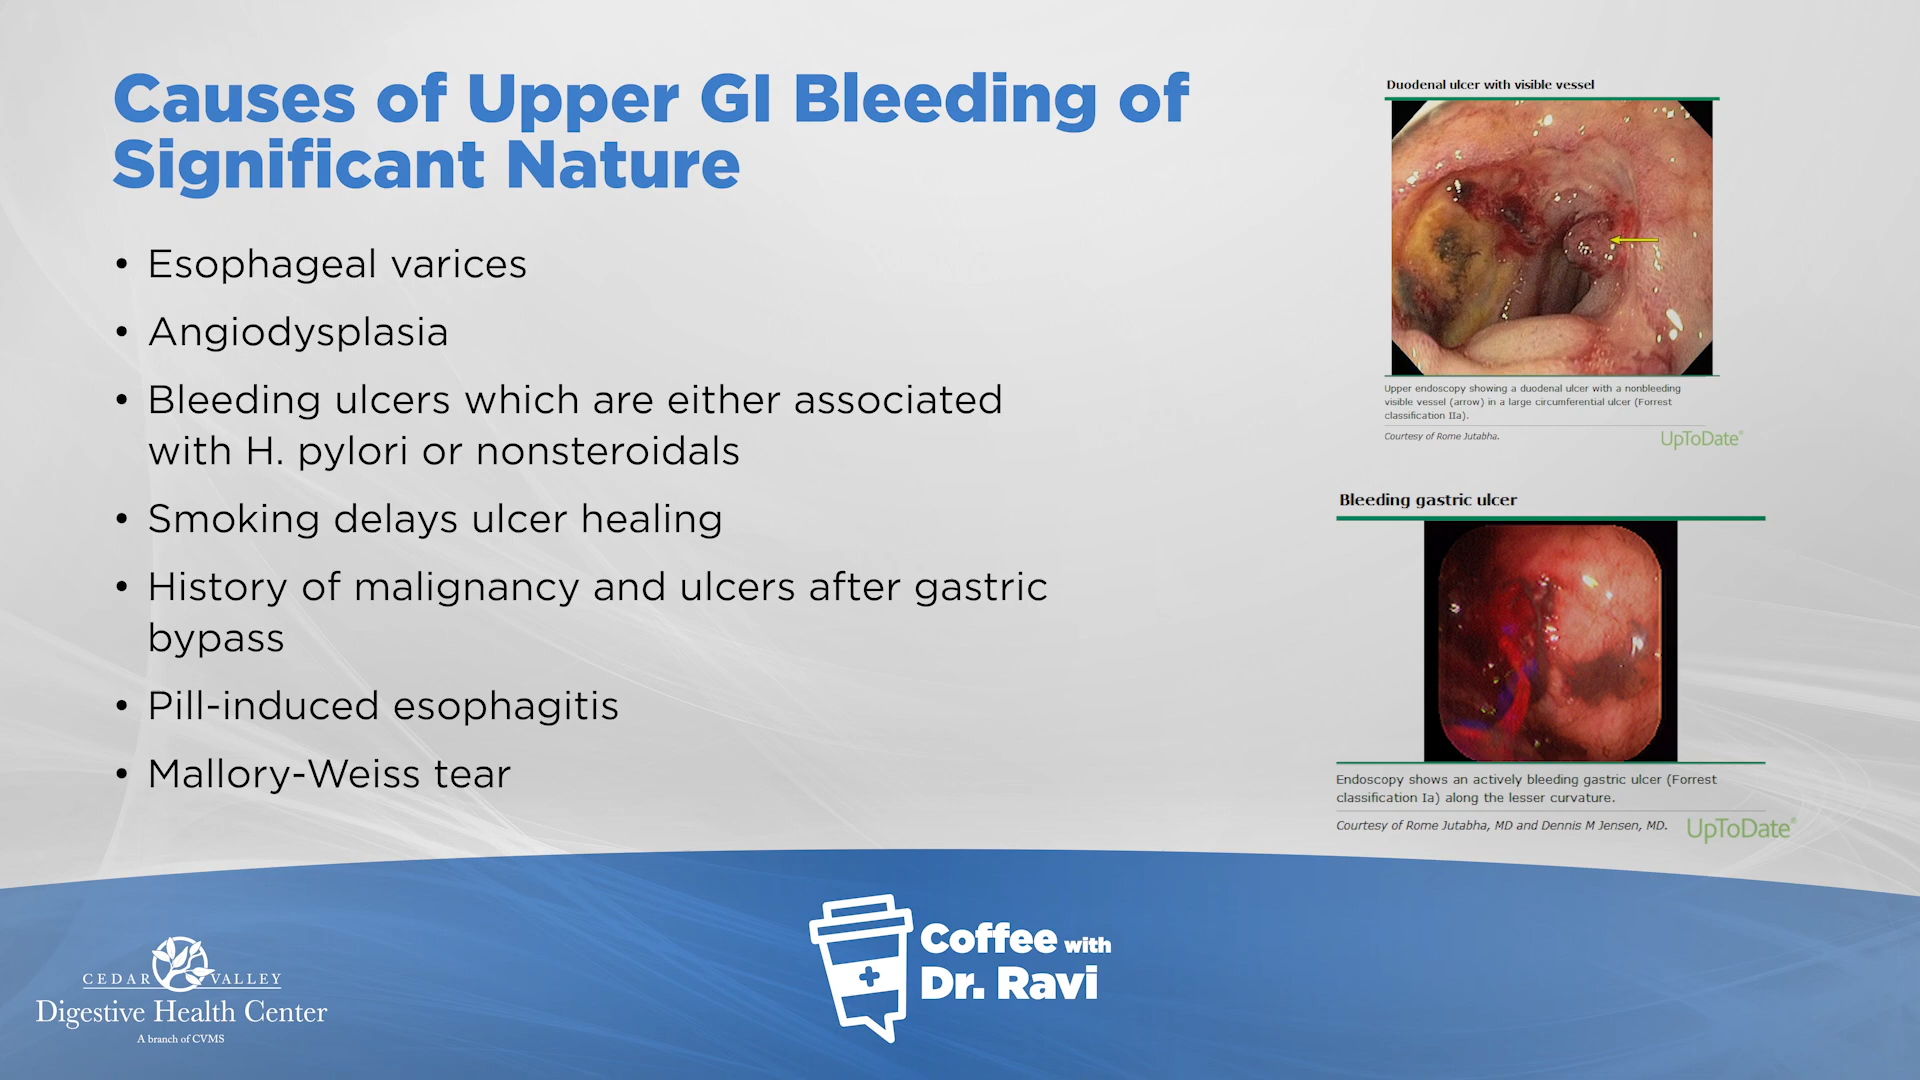 Causes of Upper GI Bleeding of
Significant Nature
• Esophageal varices
• Angiodysplasia
• Bleeding ulcers which are either associated
with H. pylori or nonsteroidals
• Smoking delays ulcer healing
• History of malignancy and ulcers after gastric
bypass
• Pill-induced esophagitis
• Mallory-Weiss tear
Duodenal ulcer with visible vessel
Upper endoscopy showing a duodenal ulcer with a nonbleeding
visible vessel (arrow) in a large circumferential ulcer (Forrest
classification IIa).
Courtesy of Rome Jutabha.
UpToDate®
Bleeding gastric ulcer
Endoscopy shows an actively bleeding gastric ulcer (Forrest
classification Ia) along the lesser curvature.
Courtesy of Rome Jutabha, MD and Dennis M Jensen, MD.
UpToDate®
CEDAR VALLEY
Digestive Health Center
A branch of CVMS
Coffee with
Dr. Ravi